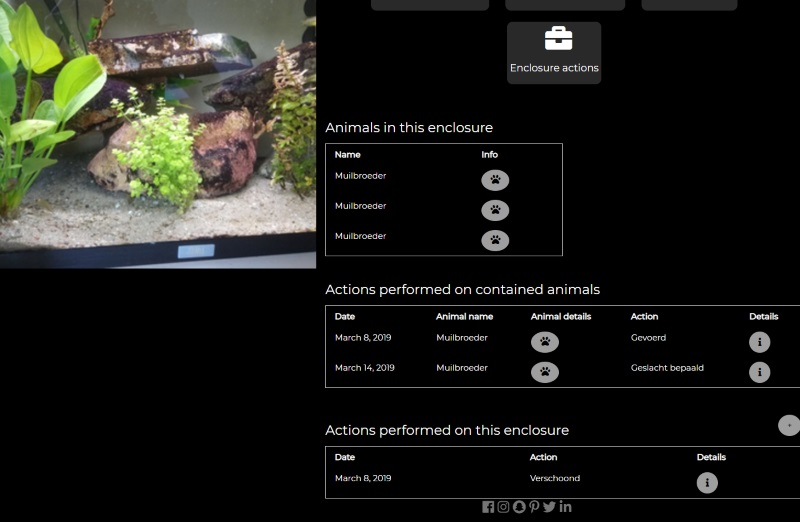 Enclosure actions
Animals in this enclosure
Name Info
Muilbroeder
Muilbroeder
Muilbroeder
Actions performed on contained animals
Date Animal name Animal details Action Details
March 8, 2019 Muilbroeder Gevoerd
March 14, 2019 Muilbroeder Geslacht bepaald
Actions performed on this enclosure
Date Action Details
March 8, 2019 Verschoond